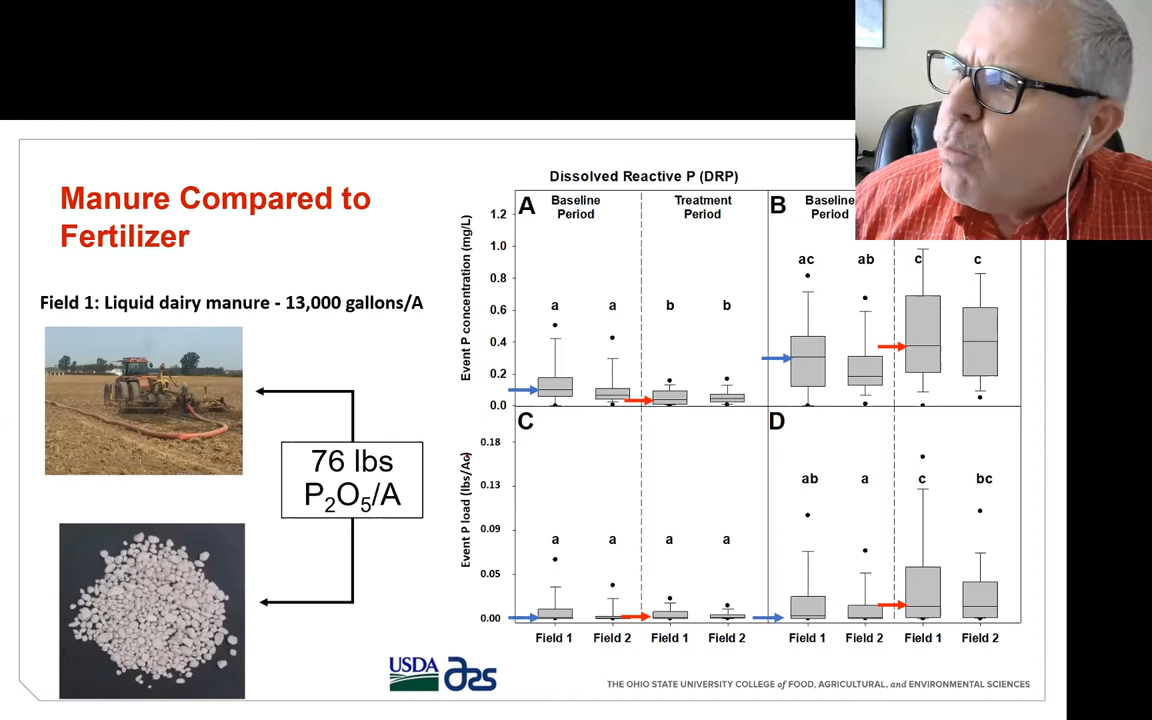 Manure Compared to
Fertilizer
Field 1: Liquid dairy manure - 13,000 gallons/A
76 lbs
P₂O₅/A
Dissolved Reactive P (DRP)
A
Baseline
Period
Treatment
Period
B
Baseline
Period
Event P concentration (mg/L)
1.2
1.0
0.8
0.6
0.4
0.2
0.0
a
a
b
b
ac
ab
c
c
C
D
Event P load (lbs/Ac)
0.18
0.13
0.09
0.05
0.00
a
a
a
a
ab
a
c
bc
Field 1
Field 2
Field 1
Field 2
Field 1
Field 2
Field 1
Field 2
USDA
THE OHIO STATE UNIVERSITY COLLEGE of FOOD, AGRICULTURAL, and ENVIRONMENTAL SCIENCES